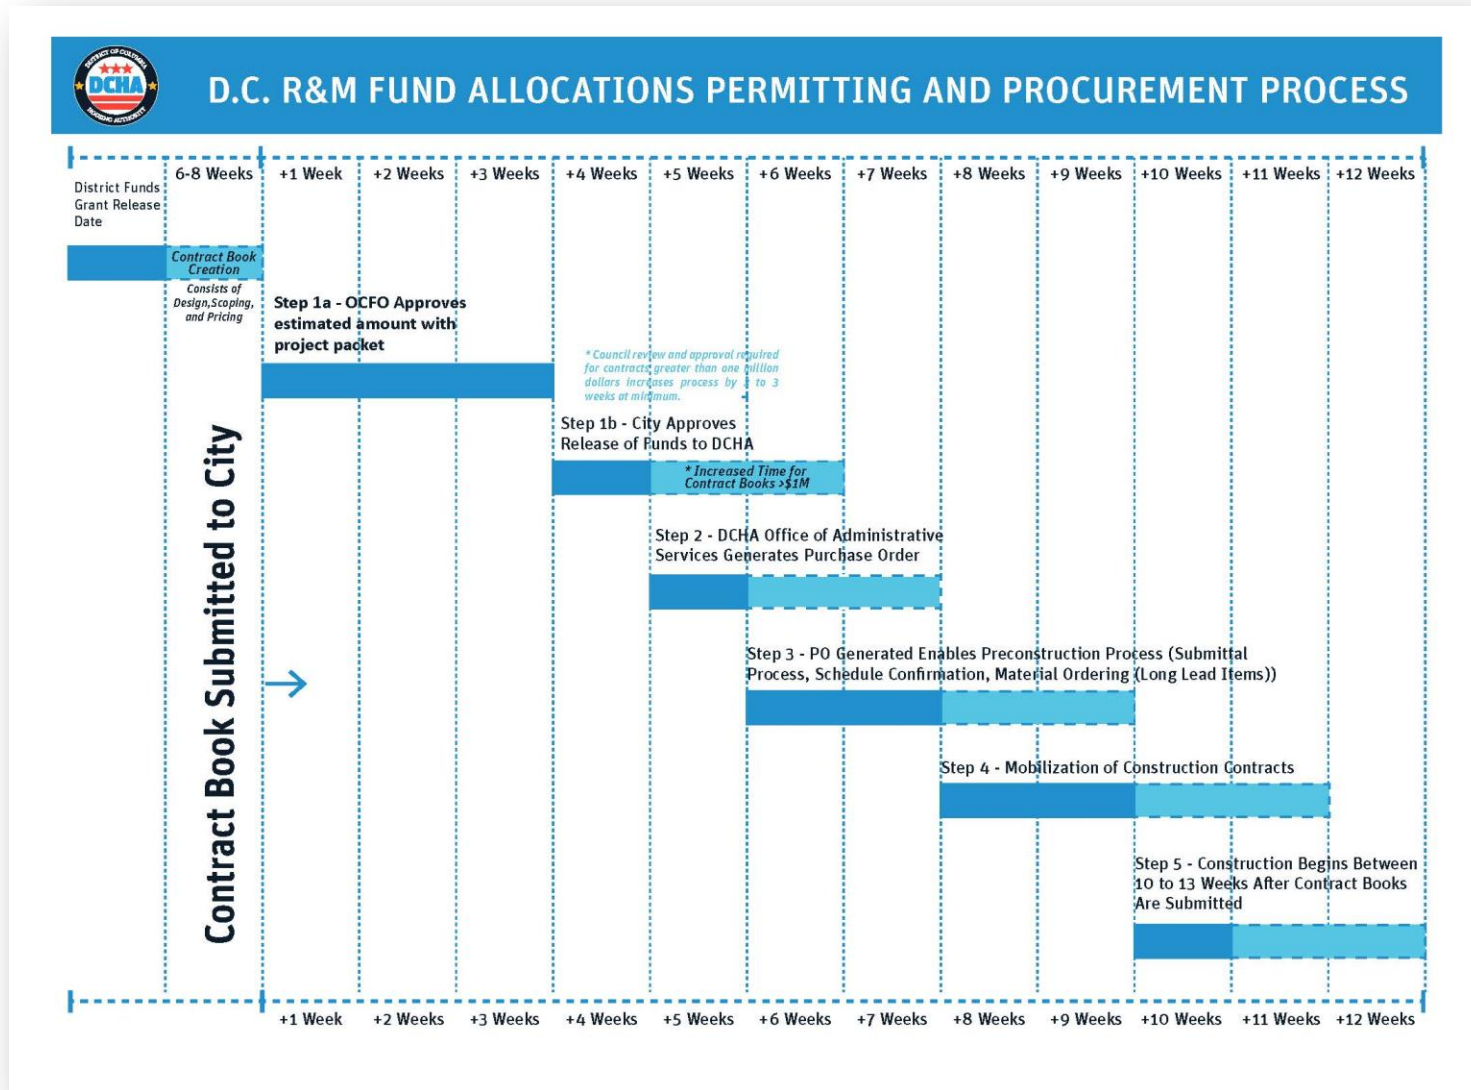 DISTRICT OF COLUMBIA
DCHA
HOUSING AUTHORITY
D.C. R&M FUND ALLOCATIONS PERMITTING AND PROCUREMENT PROCESS
6-8 Weeks +1 Week +2 Weeks +3 Weeks +4 Weeks +5 Weeks +6 Weeks +7 Weeks +8 Weeks +9 Weeks +10 Weeks +11 Weeks +12 Weeks
District Funds
Grant Release
Date
Contract Book
Creation
Consists of
Design,Scoping,
and Pricing
Contract Book Submitted to City
Step 1a - OCFO Approves
estimated amount with
project packet
* Council review and approval required
for contracts greater than one million
dollars increases process by to 3
weeks at minimum.
Step 1b - City Approves
Release of Funds to DCHA
* Increased Time for
Contract Books >$1M
Step 2 - DCHA Office of Administrative
Services Generates Purchase Order
Step 3 - PO Generated Enables Preconstruction Process (Submittal
Process, Schedule Confirmation, Material Ordering (Long Lead Items))
Step 4 - Mobilization of Construction Contracts
Step 5 - Construction Begins Between
10 to 13 Weeks After Contract Books
Are Submitted
+1 Week +2 Weeks +3 Weeks +4 Weeks +5 Weeks +6 Weeks +7 Weeks +8 Weeks +9 Weeks +10 Weeks +11 Weeks +12 Weeks